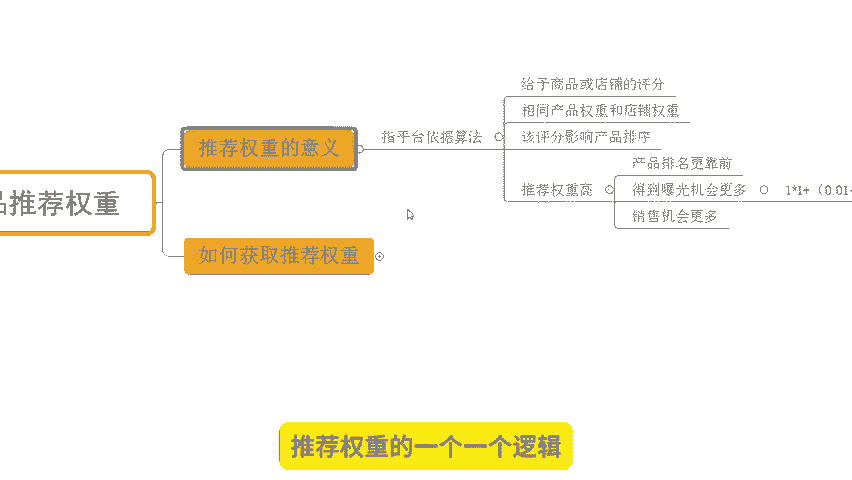 品推荐权重
推荐权重的意义
指平台依据算法
给予商品或店铺的评分
相同产品权重和店铺权重
该评分影响产品排序
推荐权重高
产品排名更靠前
得到曝光机会更多
1*1+（0.01
销售机会更多
如何获取推荐权重
推荐权重的一个一个逻辑